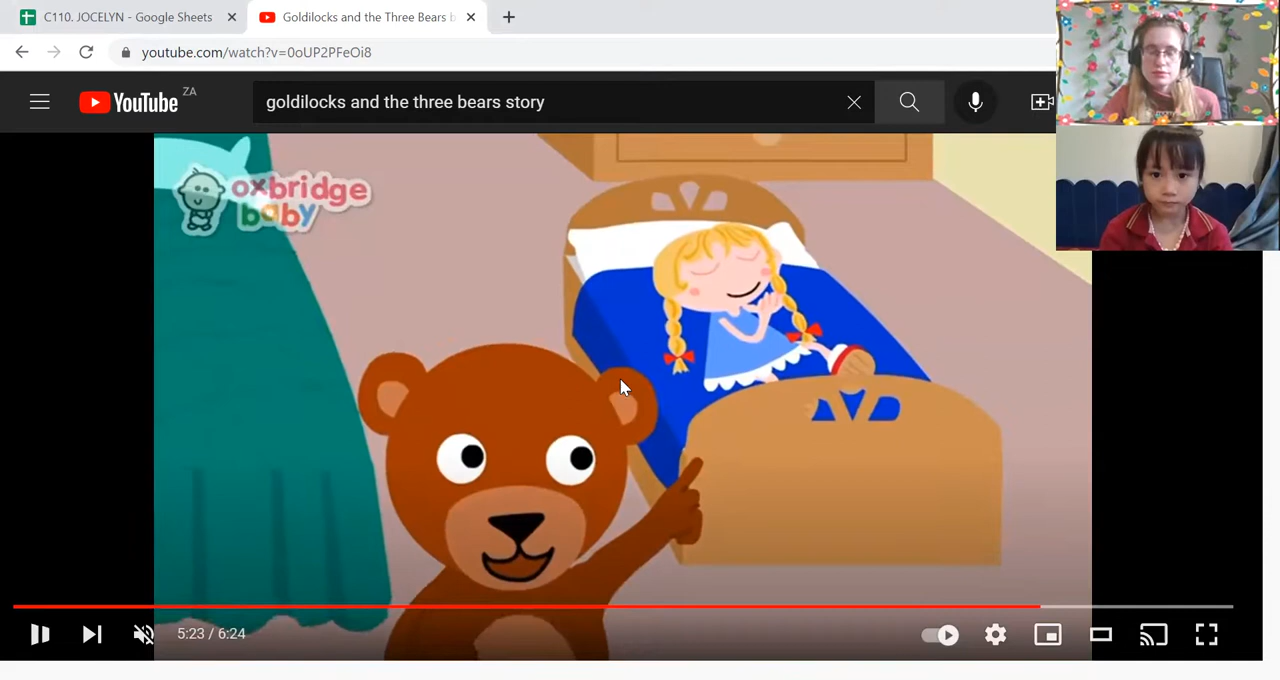 C110. JOCELYN - Google Sheets
Goldilocks and the Three Bears b
youtube.com/watch?v=0oUP2PFeOi8
YouTube ZA
goldilocks and the three bears story
oxbridge
baby
5:23 / 6:24